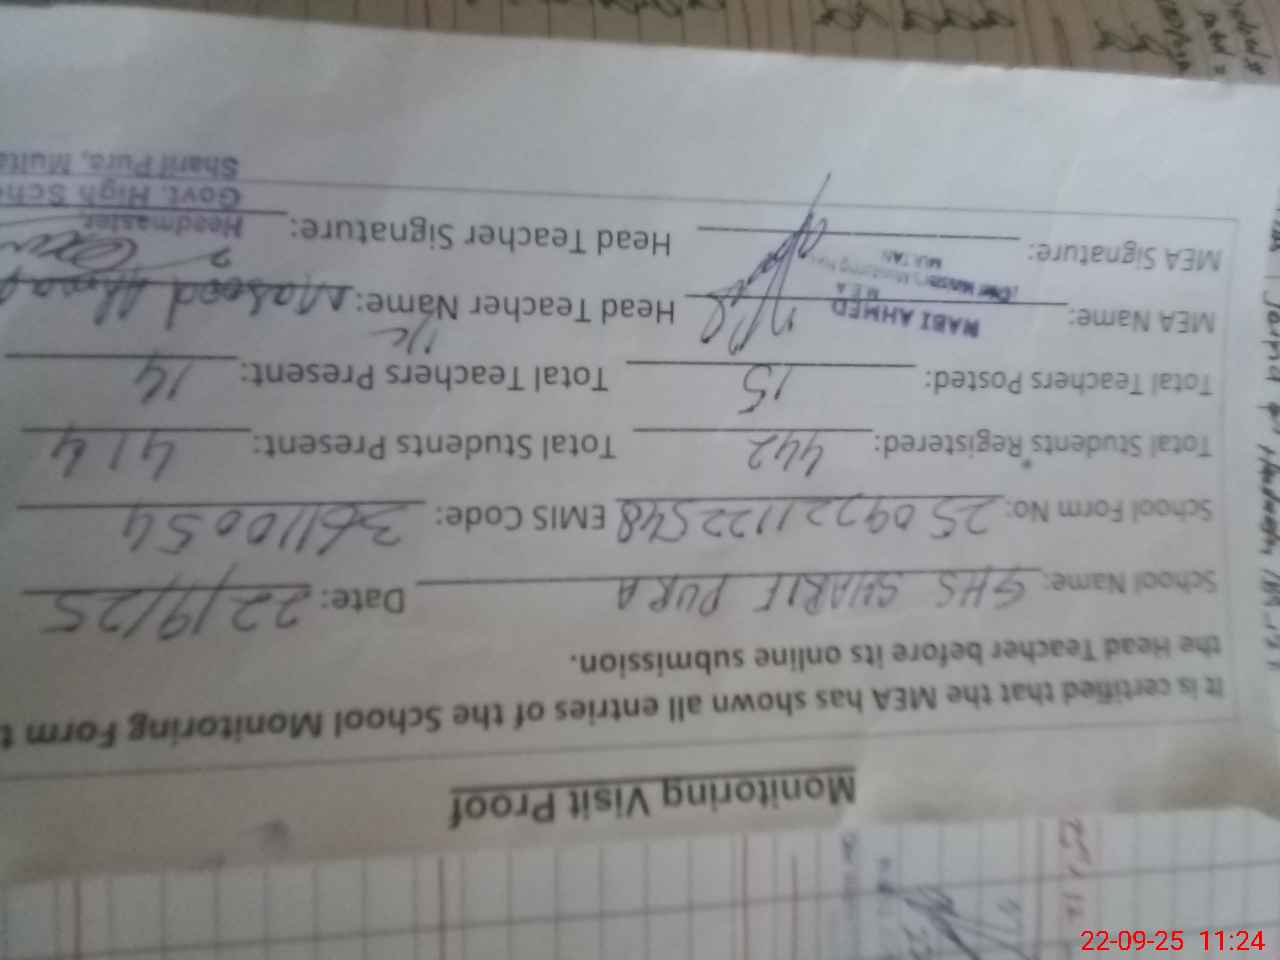 Monitoring Visit Proof
It is certified that the MEA has shown all entries of the School Monitoring Form t
the Head Teacher before its online submission.
School Name: GHS SHARIF PURA Date: 22/9/25
School Form No: 2509221122548 EMIS Code: 36110054
Total Students Registered: 442 Total Students Present: 414
Total Teachers Posted: 15 Total Teachers Present: 14
I/c
MEA Name: NABI AHMED Head Teacher Name: Masood Ahmad
M E A
MULTAN
MEA Signature: Head Teacher Signature:
Headmaster
Govt. High Sch
Sharif Pura, Multa
22-09-25 11:24